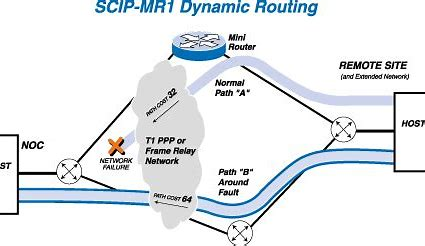 SCIP-MR1 Dynamic Routing
Mini
Router
REMOTE SITE
(and Extended Network)
Normal
Path "A"
PATH COST 32
HOST
NOC
NETWORK
FAILURE
T1 PPP or
Frame Relay
Network
ST
Path "B"
Around
Fault
PATH COST 64